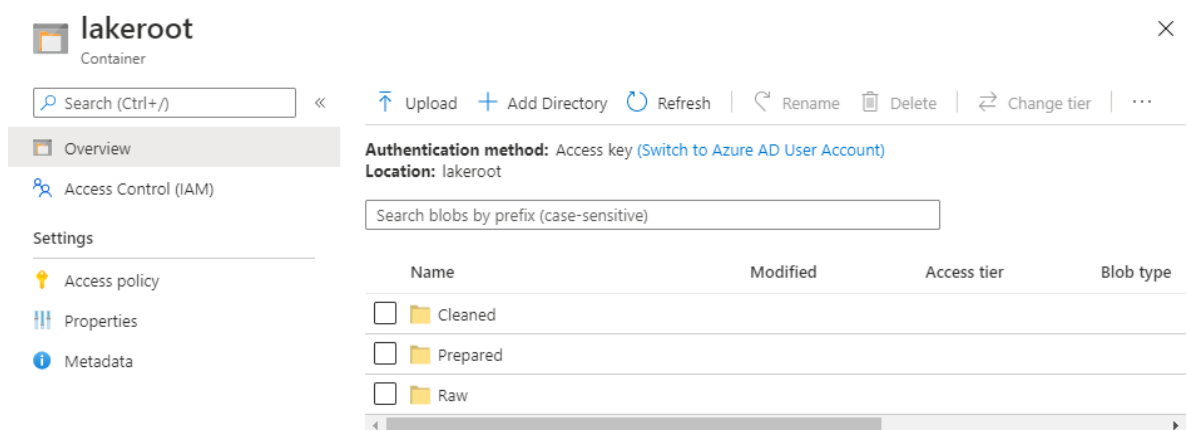 lakeroot
Container
Search (Ctrl+/)
Overview
Access Control (IAM)
Settings
Access policy
Properties
Metadata
Upload Add Directory Refresh Rename Delete Change tier ...
Authentication method: Access key (Switch to Azure AD User Account)
Location: lakeroot
Search blobs by prefix (case-sensitive)
Name Modified Access tier Blob type
Cleaned
Prepared
Raw